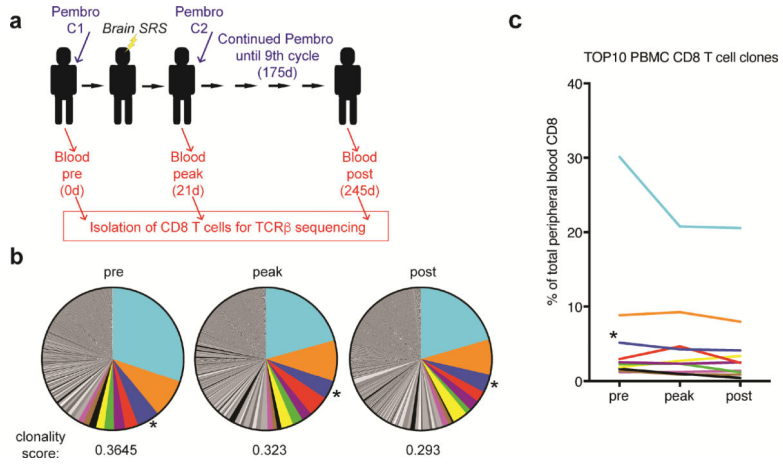 a
Pembro
C1
Brain SRS
Pembro
C2
Continued Pembro
until 9th cycle
(175d)
Blood
pre
(0d)
Blood
peak
(21d)
Blood
post
(245d)
Isolation of CD8 T cells for TCRβ sequencing
b
pre
peak
post
*
*
*
clonality
score:
0.3645
0.323
0.293
c
TOP10 PBMC CD8 T cell clones
% of total peripheral blood CD8
40
30
20
10
0
*
pre
peak
post